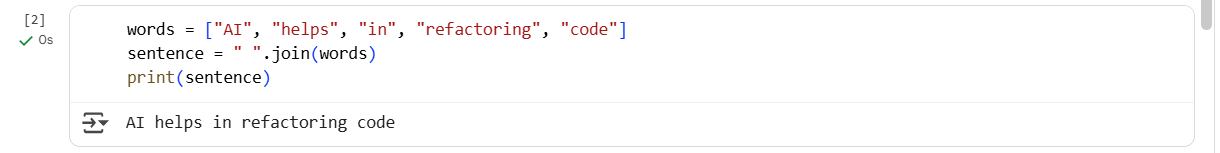 [2]
0s
words = ["AI", "helps", "in", "refactoring", "code"]
sentence = " ".join(words)
print(sentence)
AI helps in refactoring code